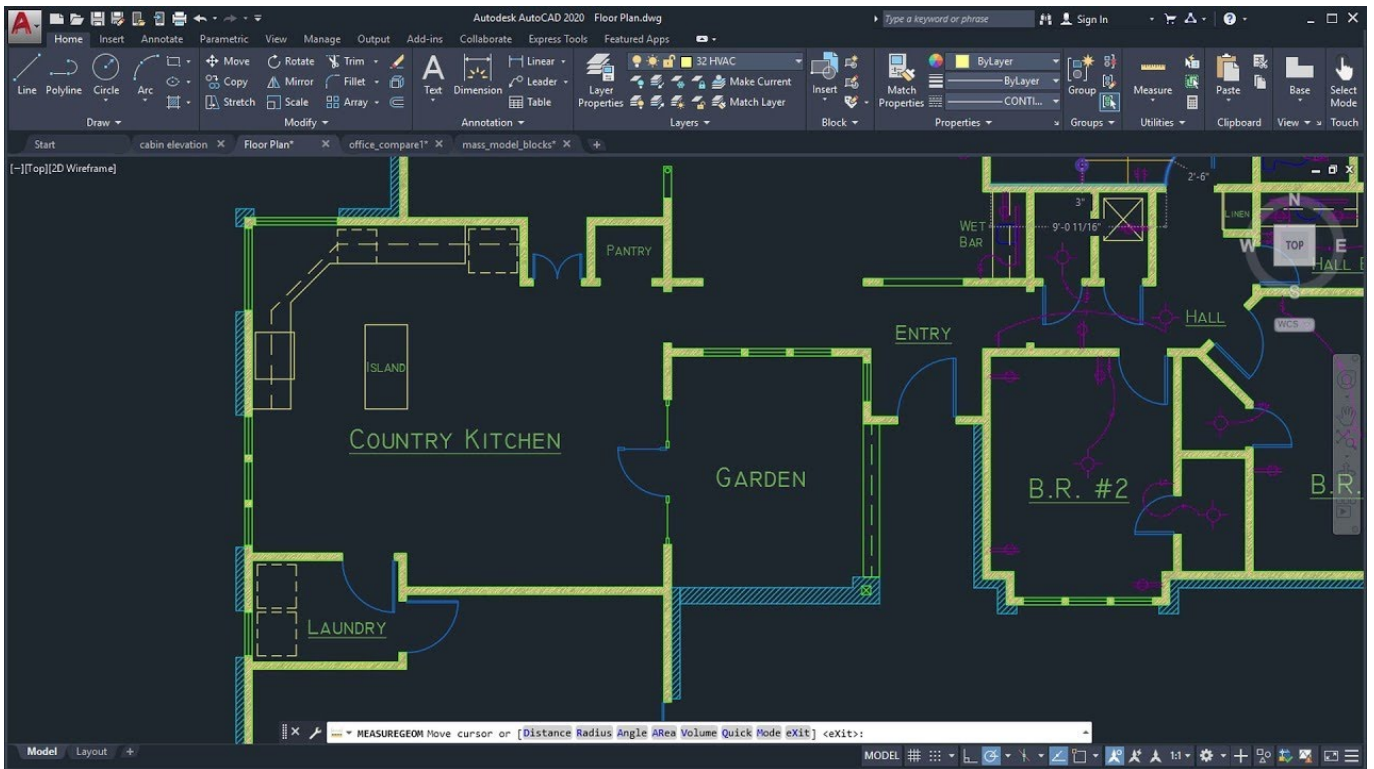 Autodesk AutoCAD 2020 Floor Plan.dwg
Type a keyword or phrase
Sign In
Home Insert Annotate Parametric View Manage Output Add-ins Collaborate Express Tools Featured Apps
Line Polyline Circle Arc
Move Rotate Trim
Copy Mirror Fillet
Stretch Scale Array
Text Dimension
Linear
Leader
Table
Layer Properties
32 HVAC
Make Current
Match Layer
Insert
Match Properties
ByLayer
ByLayer
CONTI...
Group
Measure
Paste
Base
Select Mode
Draw Modify Annotation Layers Block Properties Groups Utilities Clipboard View Touch
Start cabin elevation Floor Plan* office_compare1* mass_model_blocks*
[−][Top][2D Wireframe]
2'-6"
3"
9'-0 11/16"
LINEN
N
W TOP E
S
WCS
PANTRY
WET
BAR
HALL
HALL
ENTRY
ISLAND
COUNTRY KITCHEN
GARDEN
B.R. #2
B.R.
LAUNDRY
MEASUREGEOM Move cursor or [Distance Radius Angle ARea Volume Quick Mode eXit] <eXit>:
Model Layout +
MODEL
1:1